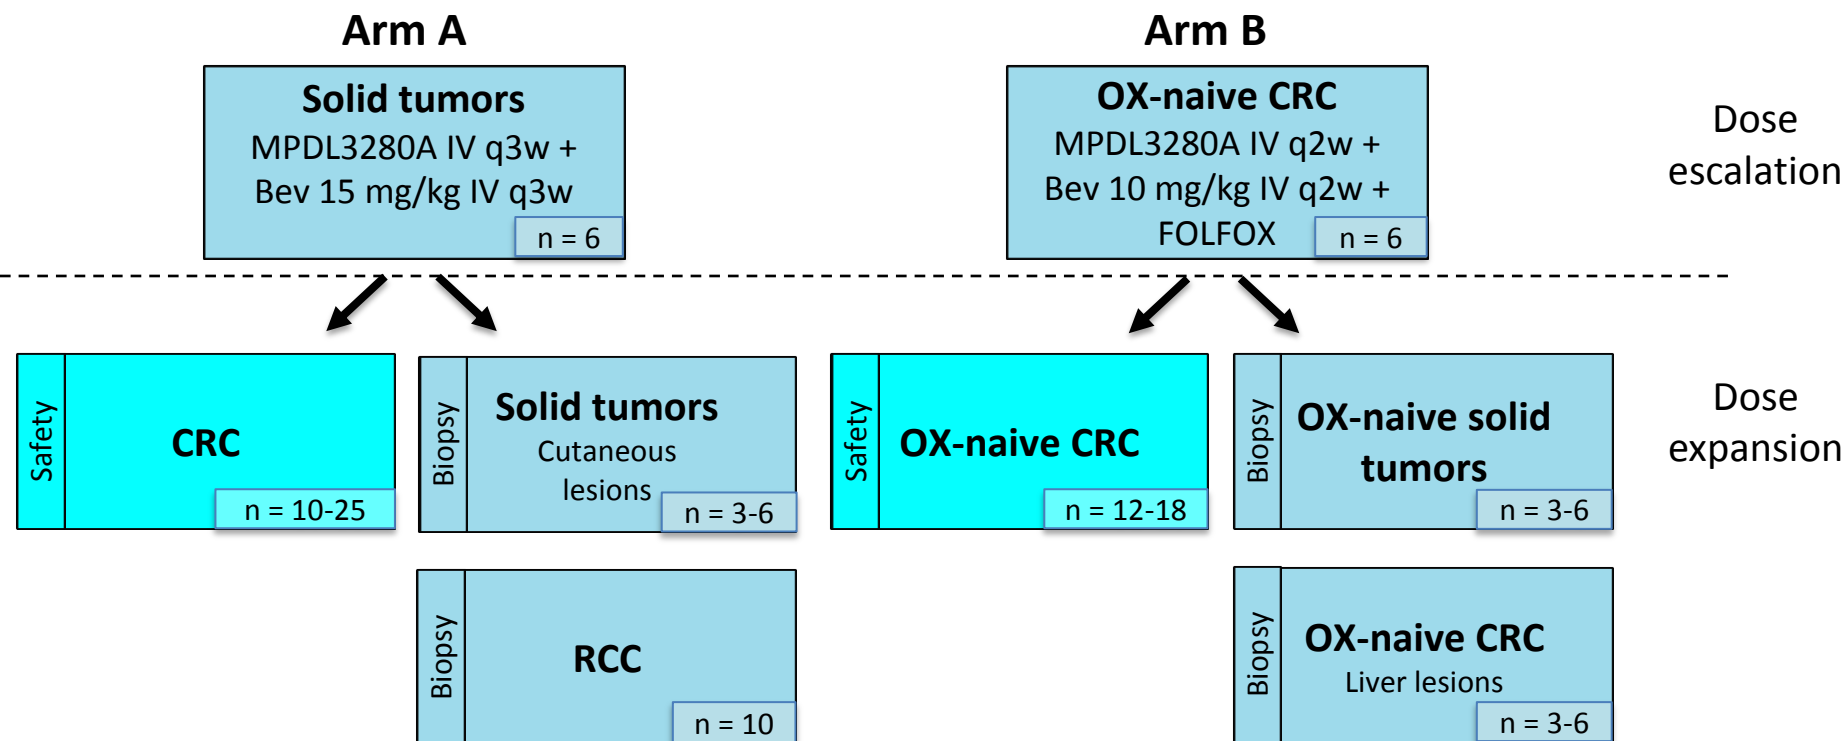 Arm A
Solid tumors
MPDL3280A IV q3w +
Bev 15 mg/kg IV q3w
n = 6
Arm B
OX-naive CRC
MPDL3280A IV q2w +
Bev 10 mg/kg IV q2w +
FOLFOX
n = 6
Dose
escalation
Safety
CRC
n = 10-25
Biopsy
Solid tumors
Cutaneous
lesions
n = 3-6
Safety
OX-naive CRC
n = 12-18
Biopsy
OX-naive solid
tumors
n = 3-6
Dose
expansion
Biopsy
RCC
n = 10
Biopsy
OX-naive CRC
Liver lesions
n = 3-6